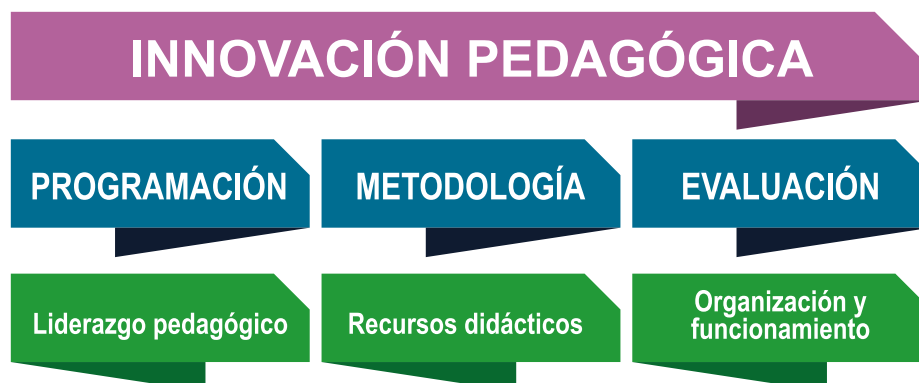 INNOVACIÓN PEDAGÓGICA
PROGRAMACIÓN
METODOLOGÍA
EVALUACIÓN
Liderazgo pedagógico
Recursos didácticos
Organización y
funcionamiento